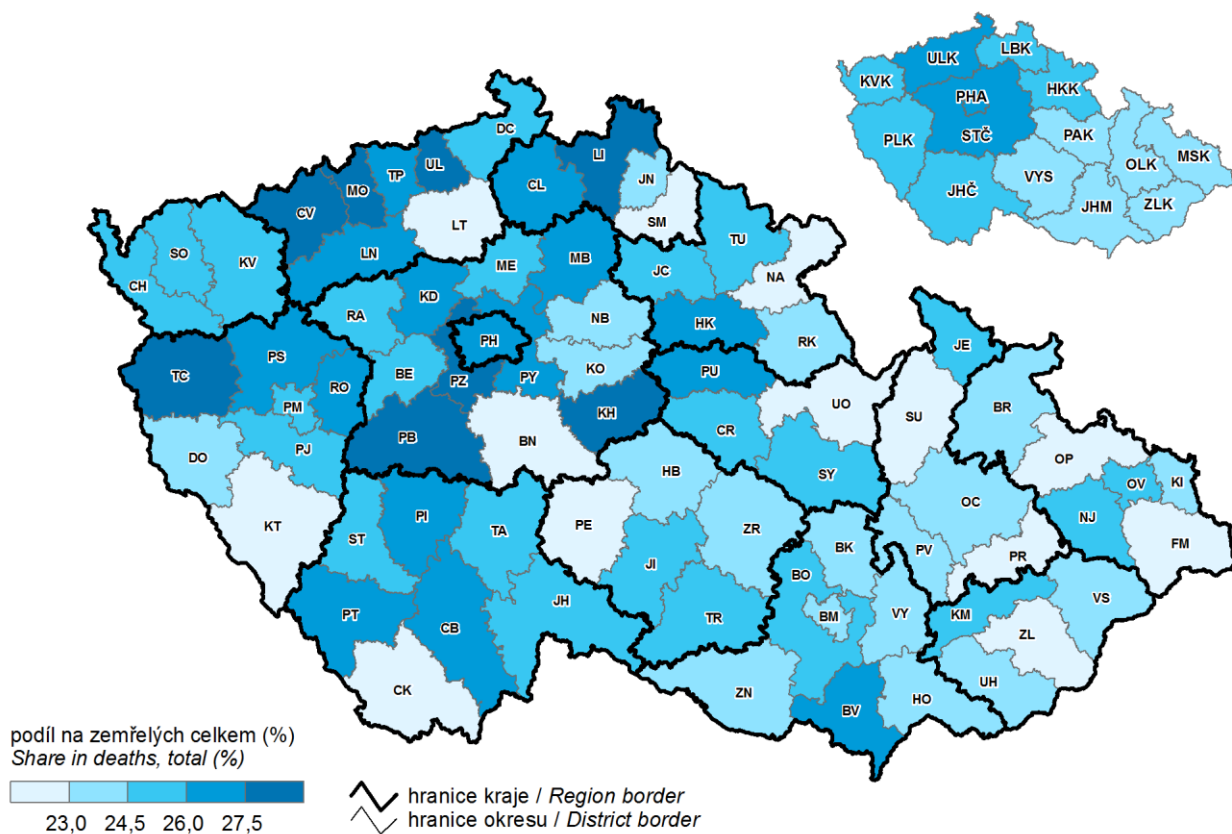 LBK
ULK
KVK
HKK
PHA
STČ
PLK
PAK
MSK
OLK
VYS
JHČ
ZLK
JHM
DC
UL
LI
TP
MO
CL
JN
CV
LT
SM
TU
LN
SO
KV
ME
MB
JC
NA
CH
KD
RA
NB
HK
RK
PH
JE
PS
TC
RO
BE
PZ
PY
KO
PU
PM
KH
UO
SU
BR
PB
BN
CR
DO
PJ
OP
HB
SY
OV
KI
OC
NJ
PI
KT
ST
TA
PE
ZR
BK
PV
PR
FM
JI
BO
VS
JH
PT
CB
TR
BM
VY
KM
ZL
UH
CK
ZN
BV
HO
podíl na zemřelých celkem (%)
Share in deaths, total (%)
23,0 24,5 26,0 27,5
hranice kraje / Region border
hranice okresu / District border